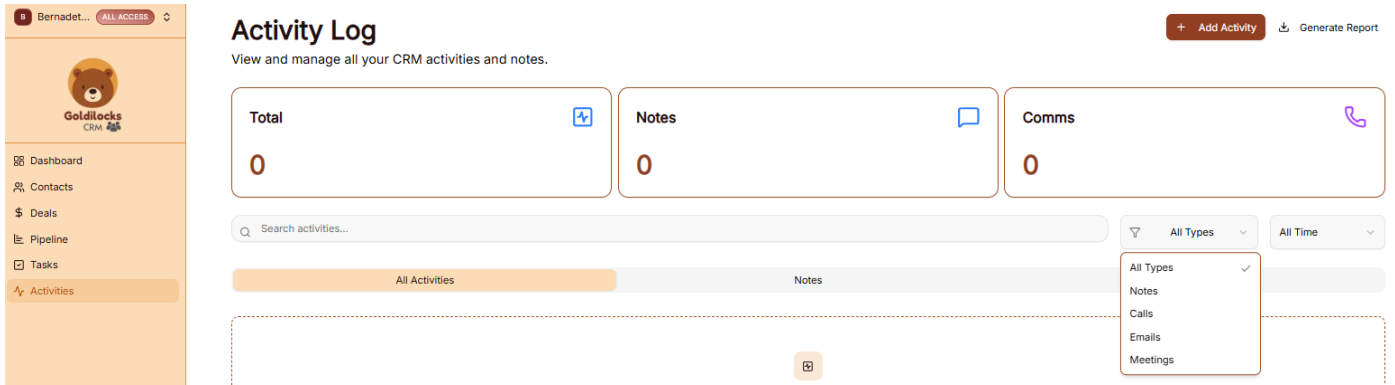 B Bernadet... ALL ACCESS
Goldilocks
CRM
Dashboard
Contacts
Deals
Pipeline
Tasks
Activities
Activity Log
View and manage all your CRM activities and notes.
+ Add Activity
Generate Report
Total
0
Notes
0
Comms
0
Search activities...
All Types
All Time
All Types
Notes
Calls
Emails
Meetings
All Activities
Notes